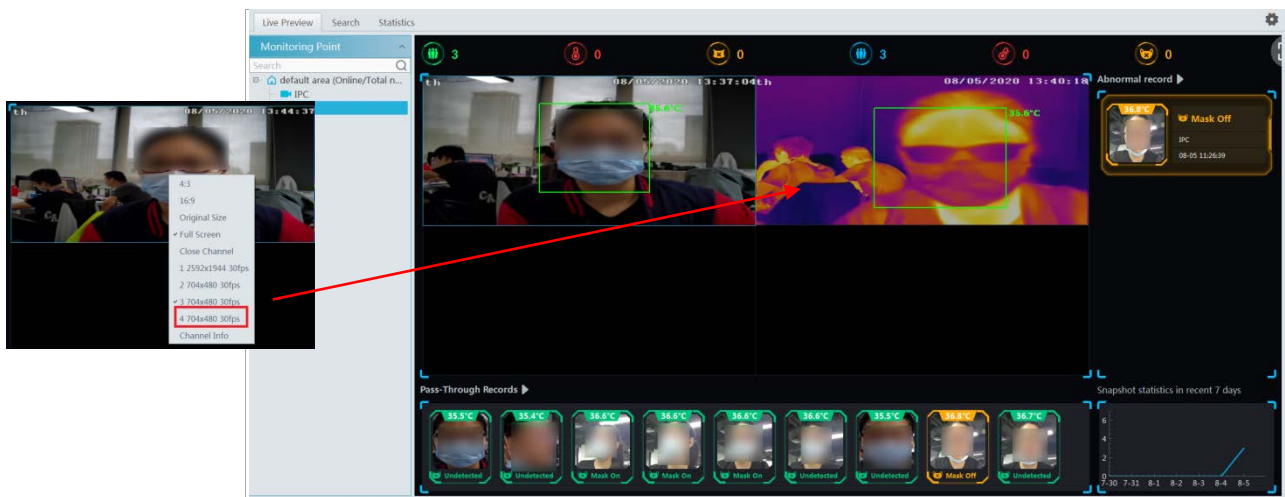 Live Preview Search Statistics
Monitoring Point
Search
default area (Online/Total n...
IPC
3 0 0 3 0 0
th 08/05/2020 13:44:37
4:3
16:9
Original Size
Full Screen
Close Channel
1 2592x1944 30fps
2 704x480 30fps
3 704x480 30fps
4 704x480 30fps
Channel Info
th 08/05/2020 13:37:04
35.6°C
th 08/05/2020 13:40:18
35.6°C
Abnormal record
36.8°C
Mask Off
IPC
08-05 11:26:39
Pass-Through Records
35.5°C 35.4°C 36.6°C 36.6°C 36.6°C 36.6°C 35.5°C 36.8°C 36.7°C
Undetected Undetected Mask On Mask On Mask On Undetected Undetected Mask Off Undetected
Snapshot statistics in recent 7 days
6
4
2
0
7-30 7-31 8-1 8-2 8-3 8-4 8-5